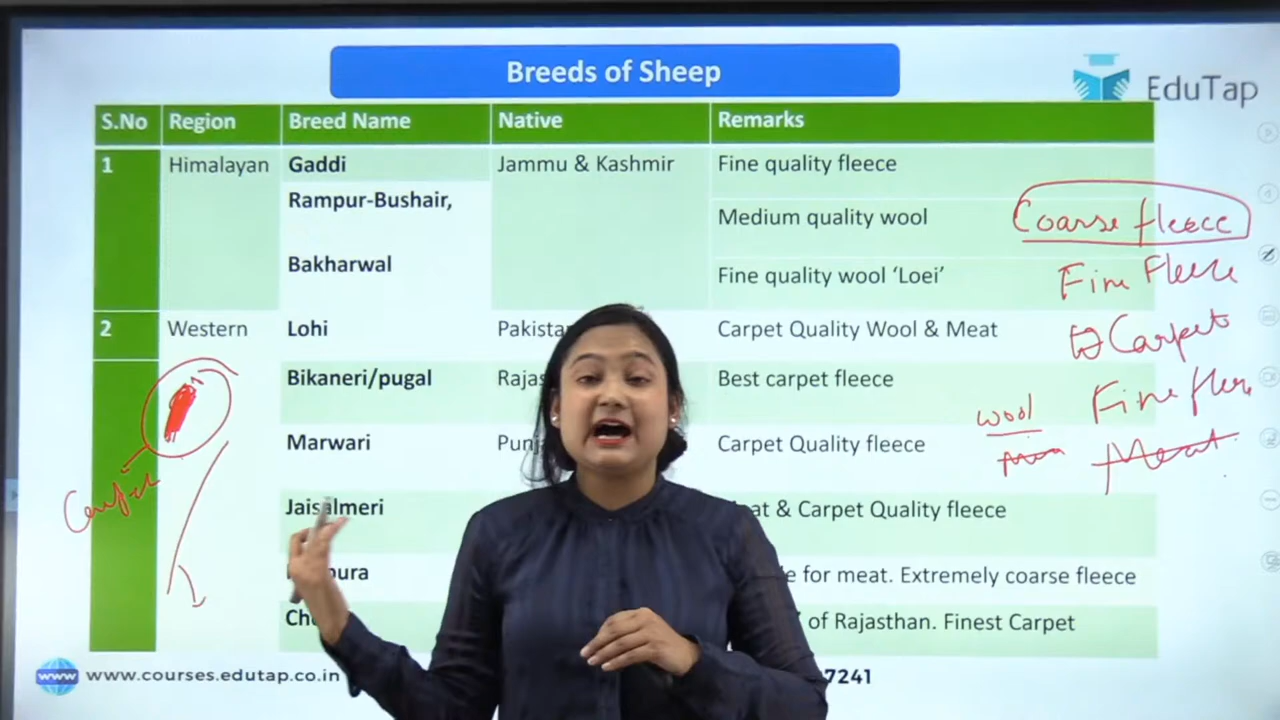 Breeds of Sheep
EduTap
S.No Region Breed Name Native Remarks
1 Himalayan Gaddi Jammu & Kashmir Fine quality fleece
Rampur-Bushair,
Medium quality wool
Coarse fleece
Bakharwal
Fine quality wool ‘Loei’
Fine Fleece
2 Western Lohi Carpet Quality Wool & Meat
Carpet
Bikaneri/pugal Best carpet fleece
wool
Marwari Carpet Quality fleece
Meat
Jaisalmeri & Carpet Quality fleece
for meat. Extremely coarse fleece
of Rajasthan. Finest Carpet
www www.courses.edutap.co.in 7241